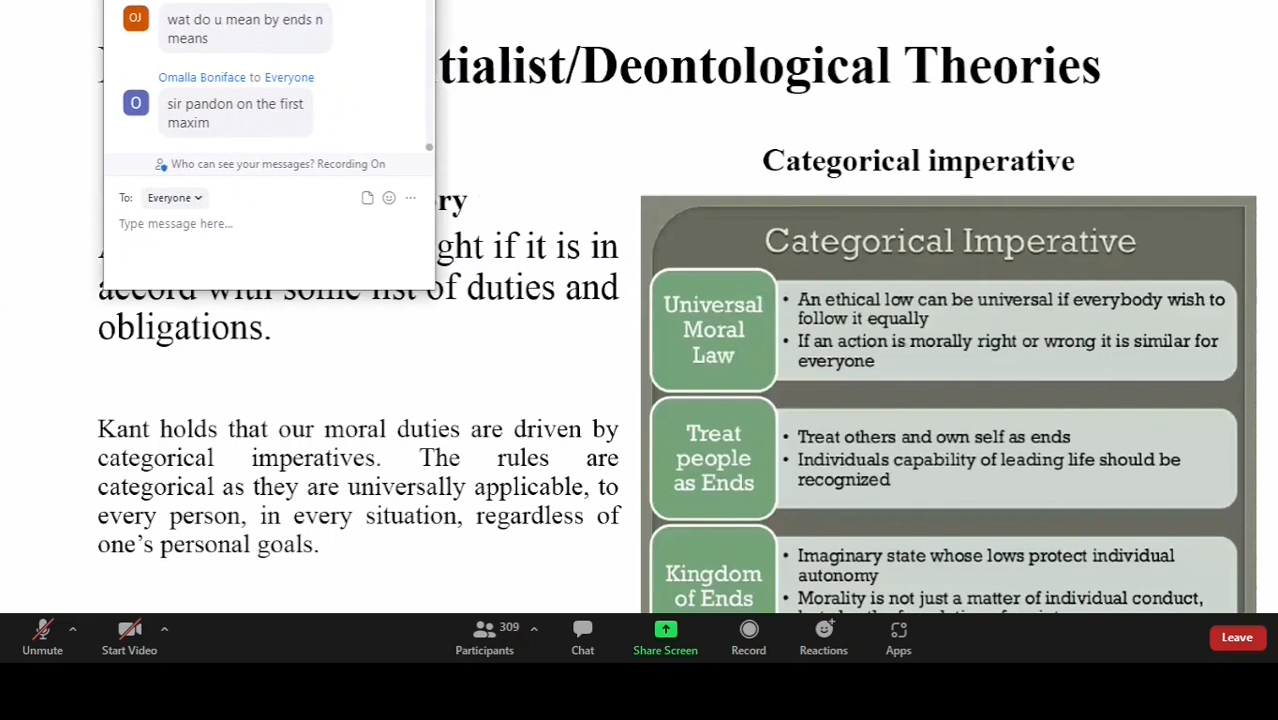 OJ
wat do u mean by ends n
means
Omalla Boniface to Everyone
O
sir pandon on the first
maxim
Who can see your messages? Recording On
To: Everyone
Type message here...
tialist/Deontological Theories
ry
ght if it is in
accord with some list of duties and
obligations.
Kant holds that our moral duties are driven by
categorical imperatives. The rules are
categorical as they are universally applicable, to
every person, in every situation, regardless of
one's personal goals.
Categorical imperative
Categorical Imperative
Universal
Moral
Law
• An ethical low can be universal if everybody wish to
follow it equally
• If an action is morally right or wrong it is similar for
everyone
Treat
people
as Ends
• Treat others and own self as ends
• Individuals capability of leading life should be
recognized
Kingdom
of Ends
• Imaginary state whose lows protect individual
autonomy
• Morality is not just a matter of individual conduct,
Unmute
Start Video
309
Participants
Chat
Share Screen
Record
Reactions
Apps
Leave